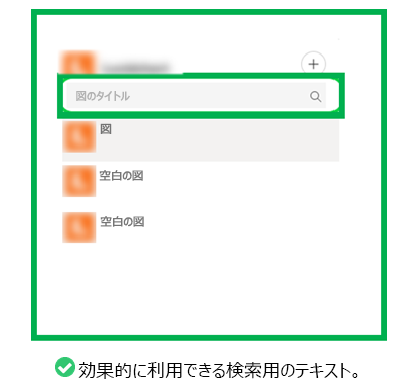 図のタイトル
図
空白の図
空白の図
効果的に利用できる検索用のテキスト。